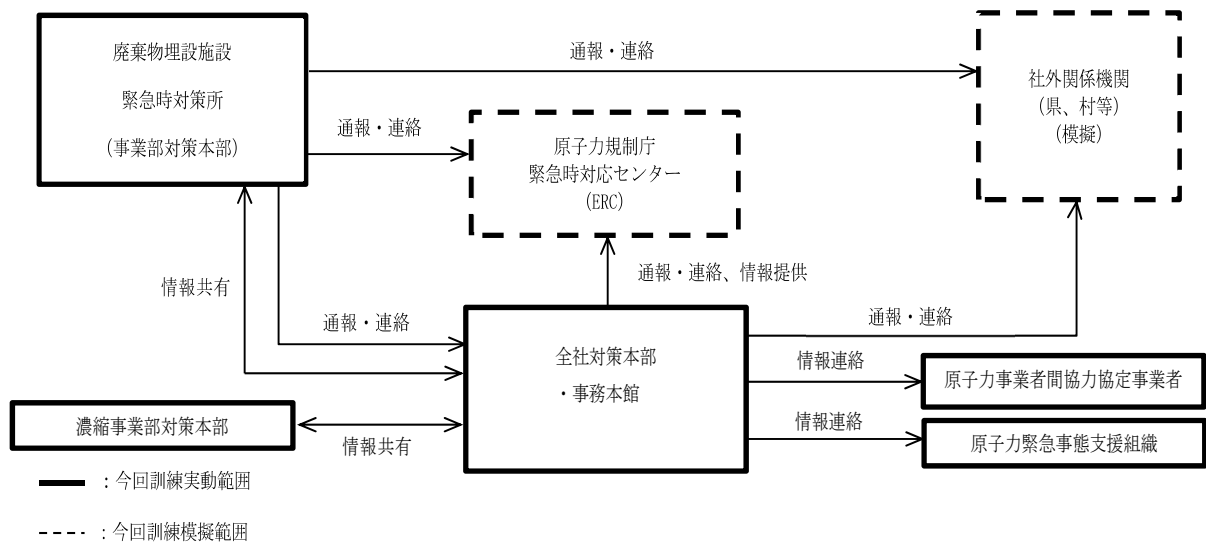 廃棄物埋設施設
緊急時対策所
(事業部対策本部)
通報・連絡
社外関係機関
(県、村等)
(模擬)
通報・連絡
原子力規制庁
緊急時対応センター
(ERC)
情報共有
通報・連絡、情報提供
通報・連絡
通報・連絡
全社対策本部
・事務本館
情報連絡
原子力事業者間協力協定事業者
濃縮事業部対策本部
情報共有
情報連絡
原子力緊急事態支援組織
:今回訓練実動範囲
:今回訓練模擬範囲